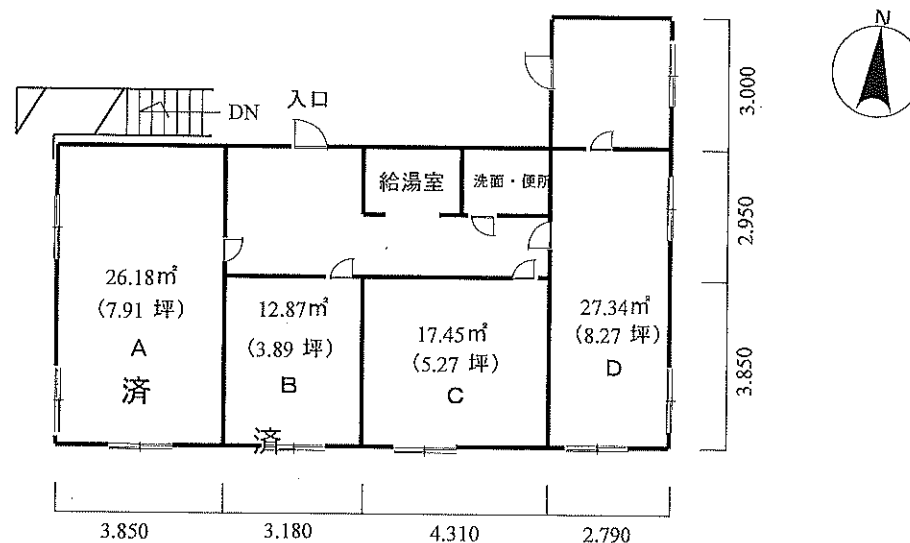 N
入口
DN
3.000
給湯室
洗面・便所
2.950
26.18㎡
(7.91 坪)
A
済
12.87㎡
(3.89 坪)
B
済
17.45㎡
(5.27 坪)
C
27.34㎡
(8.27 坪)
D
3.850
3.850
3.180
4.310
2.790